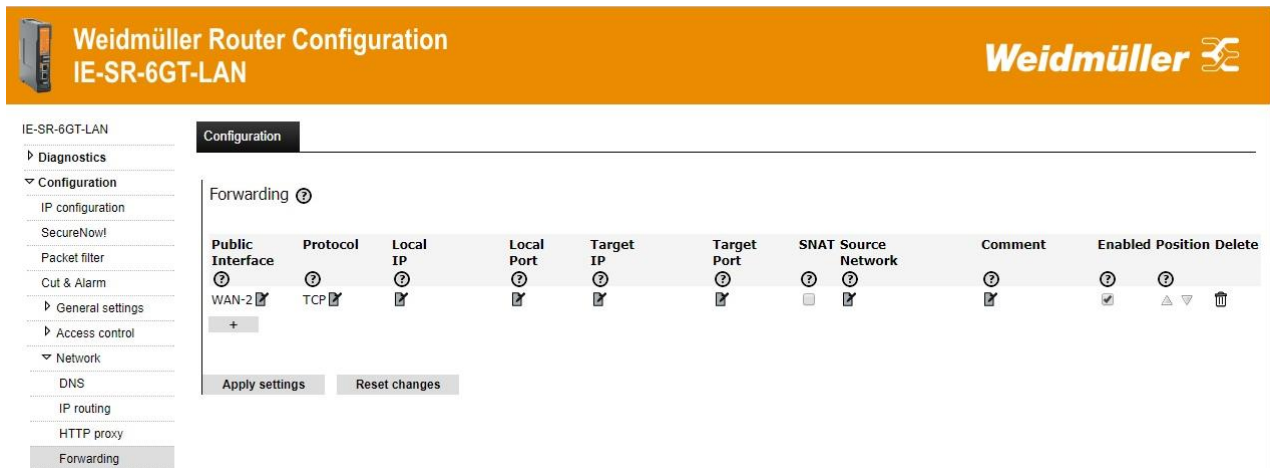 Weidmüller Router Configuration
IE-SR-6GT-LAN
Weidmüller
IE-SR-6GT-LAN
Configuration
Diagnostics
Configuration
IP configuration
SecureNow!
Packet filter
Cut & Alarm
General settings
Access control
Network
DNS
IP routing
HTTP proxy
Forwarding
Forwarding ?
Public Protocol Local Local Target Target SNAT Source Comment Enabled Position Delete
Interface IP Port IP Port Network
? ? ? ? ? ? ? ? ? ? ?
WAN-2 TCP
+
Apply settings Reset changes